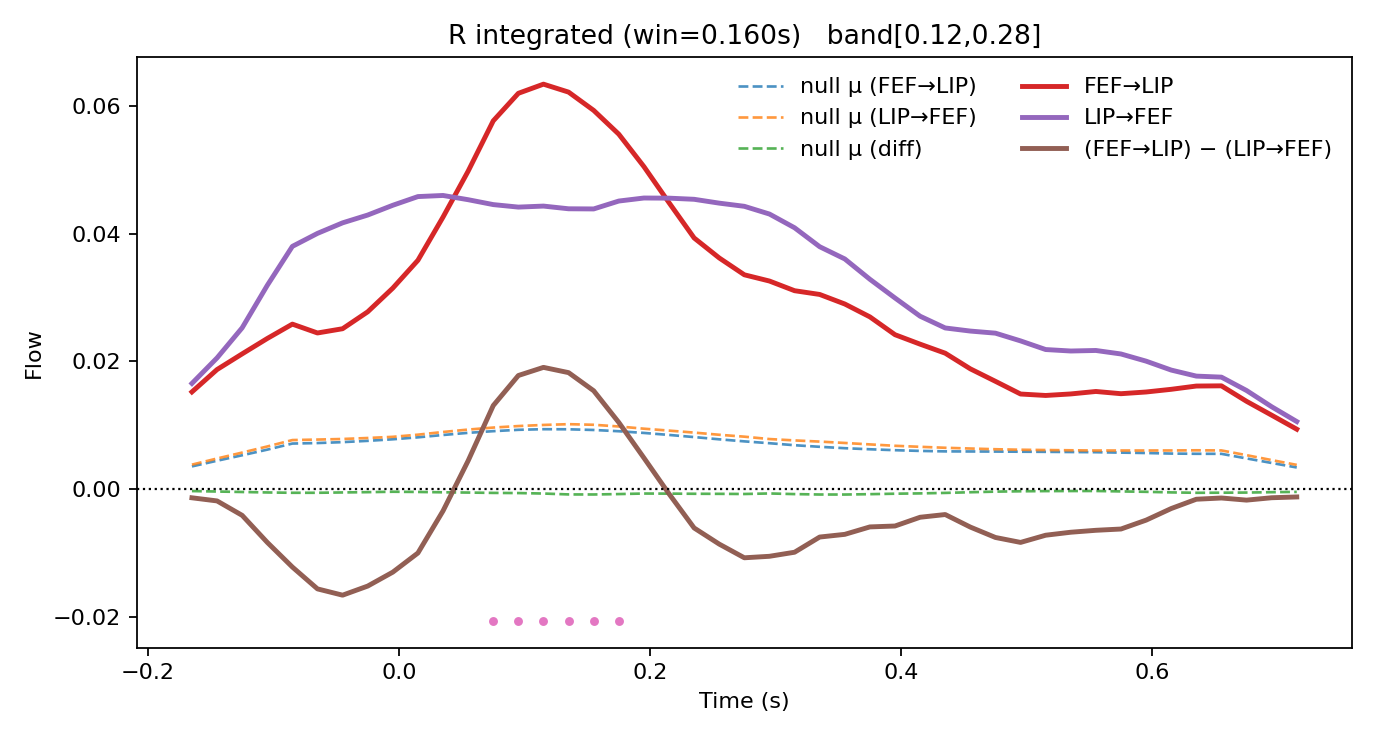 R integrated (win=0.160s)   band[0.12,0.28]
null μ (FEF→LIP)
null μ (LIP→FEF)
null μ (diff)
FEF→LIP
LIP→FEF
(FEF→LIP) − (LIP→FEF)
Flow
0.06
0.04
0.02
0.00
−0.02
−0.2
0.0
0.2
0.4
0.6
Time (s)